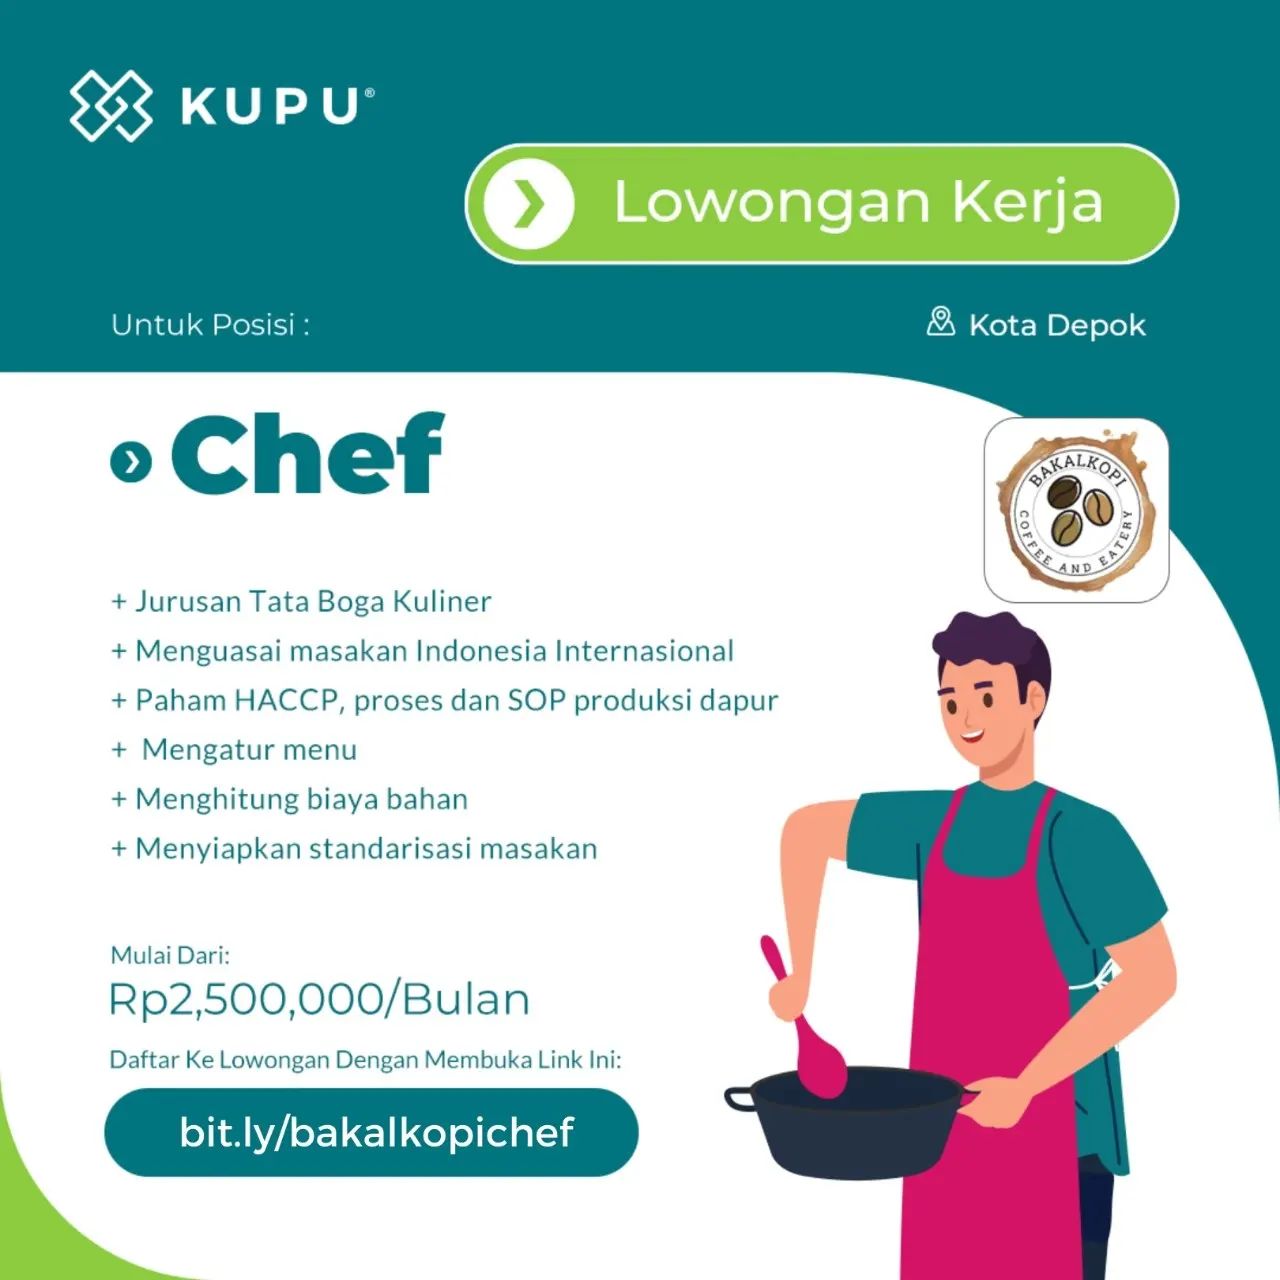 KUPU®
Lowongan Kerja
Untuk Posisi :
Kota Depok
Chef
BAKALKOPI
COFFEE AND EATERY
+ Jurusan Tata Boga Kuliner
+ Menguasai masakan Indonesia Internasional
+ Paham HACCP, proses dan SOP produksi dapur
+ Mengatur menu
+ Menghitung biaya bahan
+ Menyiapkan standarisasi masakan
Mulai Dari:
Rp2,500,000/Bulan
Daftar Ke Lowongan Dengan Membuka Link Ini:
bit.ly/bakalkopichef